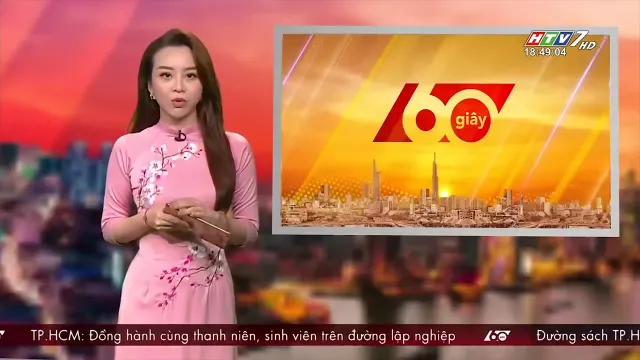 HTV7 HD
18:49:04
60 giây
TP.HCM: Đồng hành cùng thanh niên, sinh viên trên đường lập nghiệp 60 Đường sách TP.H